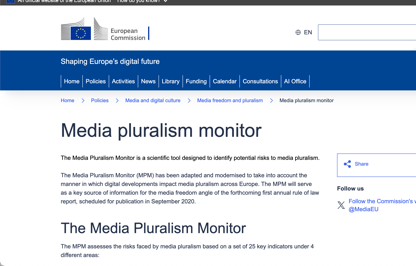 An official website of the European Union How do you know?
European
Commission
EN
Shaping Europe's digital future
Home Policies Activities News Library Funding Calendar Consultations AI Office
Home Policies Media and digital culture Media freedom and pluralism Media pluralism monitor
Media pluralism monitor
The Media Pluralism Monitor is a scientific tool designed to identify potential risks to media pluralism.
Share
The Media Pluralism Monitor (MPM) has been adapted and modernised to take into account the
manner in which digital developments impact media pluralism across Europe. The MPM will serve
as a key source of information for the media freedom angle of the forthcoming first annual rule of law
report, scheduled for publication in September 2020.
Follow us
Follow the Commission's
@MediaEU
The Media Pluralism Monitor
The MPM assesses the risks faced by media pluralism based on a set of 25 key indicators under 4
different areas: